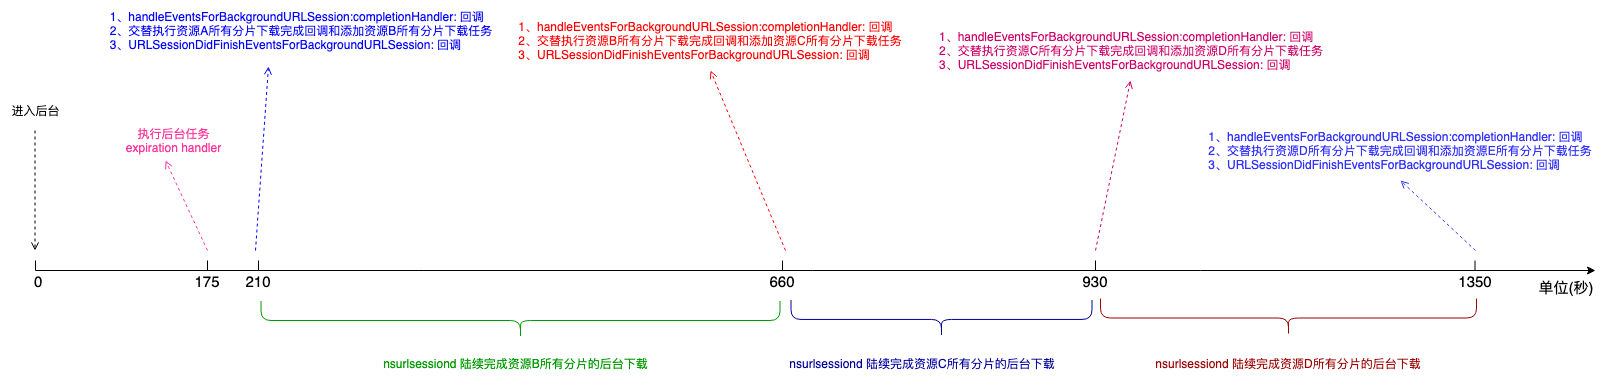 1、handleEventsForBackgroundURLSession:completionHandler: 回调
2、交替执行资源A所有分片下载完成回调和添加资源B所有分片下载任务
3、URLSessionDidFinishEventsForBackgroundURLSession: 回调
1、handleEventsForBackgroundURLSession:completionHandler: 回调
2、交替执行资源B所有分片下载完成回调和添加资源C所有分片下载任务
3、URLSessionDidFinishEventsForBackgroundURLSession: 回调
1、handleEventsForBackgroundURLSession:completionHandler: 回调
2、交替执行资源C所有分片下载完成回调和添加资源D所有分片下载任务
3、URLSessionDidFinishEventsForBackgroundURLSession: 回调
进入后台
执行后台任务
expiration handler
1、handleEventsForBackgroundURLSession:completionHandler: 回调
2、交替执行资源D所有分片下载完成回调和添加资源E所有分片下载任务
3、URLSessionDidFinishEventsForBackgroundURLSession: 回调
0
175
210
660
930
1350
单位(秒)
nsurlsessiond 陆续完成资源B所有分片的后台下载
nsurlsessiond 陆续完成资源C所有分片的后台下载
nsurlsessiond 陆续完成资源D所有分片的后台下载